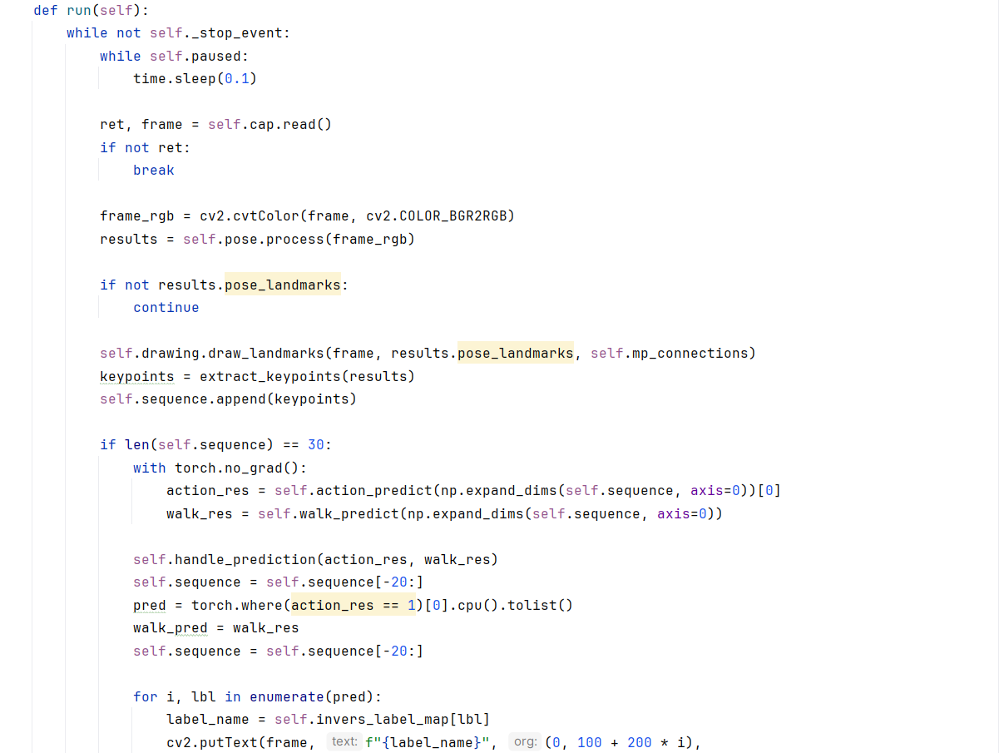 def run(self):
    while not self._stop_event:
        while self.paused:
            time.sleep(0.1)

        ret, frame = self.cap.read()
        if not ret:
            break

        frame_rgb = cv2.cvtColor(frame, cv2.COLOR_BGR2RGB)
        results = self.pose.process(frame_rgb)

        if not results.pose_landmarks:
            continue

        self.drawing.draw_landmarks(frame, results.pose_landmarks, self.mp_connections)
        keypoints = extract_keypoints(results)
        self.sequence.append(keypoints)

        if len(self.sequence) == 30:
            with torch.no_grad():
                action_res = self.action_predict(np.expand_dims(self.sequence, axis=0))[0]
                walk_res = self.walk_predict(np.expand_dims(self.sequence, axis=0))

            self.handle_prediction(action_res, walk_res)
            self.sequence = self.sequence[-20:]
            pred = torch.where(action_res == 1)[0].cpu().tolist()
            walk_pred = walk_res
            self.sequence = self.sequence[-20:]

            for i, lbl in enumerate(pred):
                label_name = self.invers_label_map[lbl]
                cv2.putText(frame, text: f"{label_name}", org: (0, 100 + 200 * i),